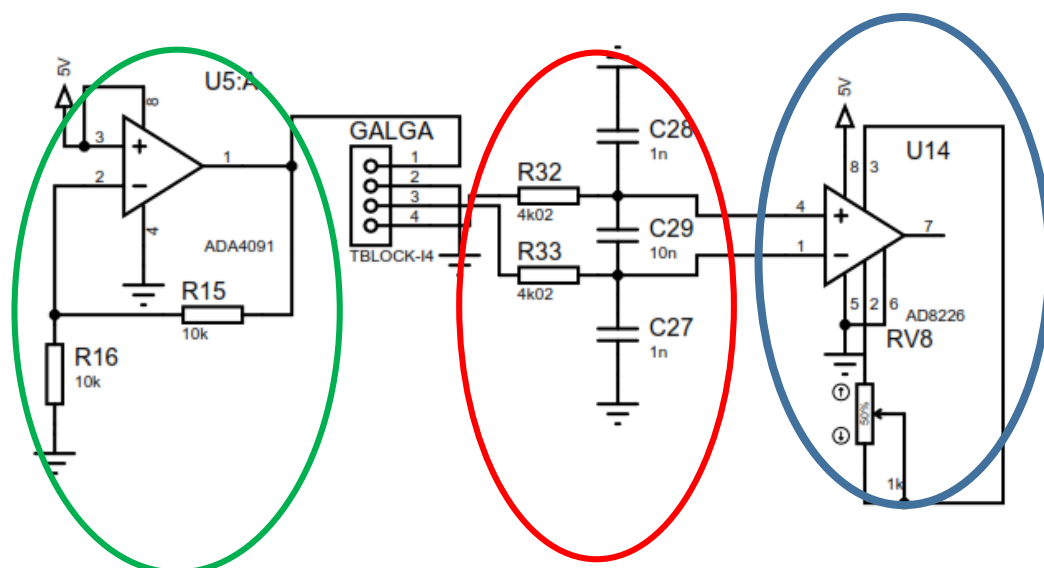 5V
U5:A
8
3
1
2
4
ADA4091
R15
10k
R16
10k
GALGA
1
2
3
4
TBLOCK-I4
R32
4k02
R33
4k02
C28
1n
C29
10n
C27
1n
5V
8
3
U14
4
7
1
5
2
6
AD8226
RV8
50%
1k